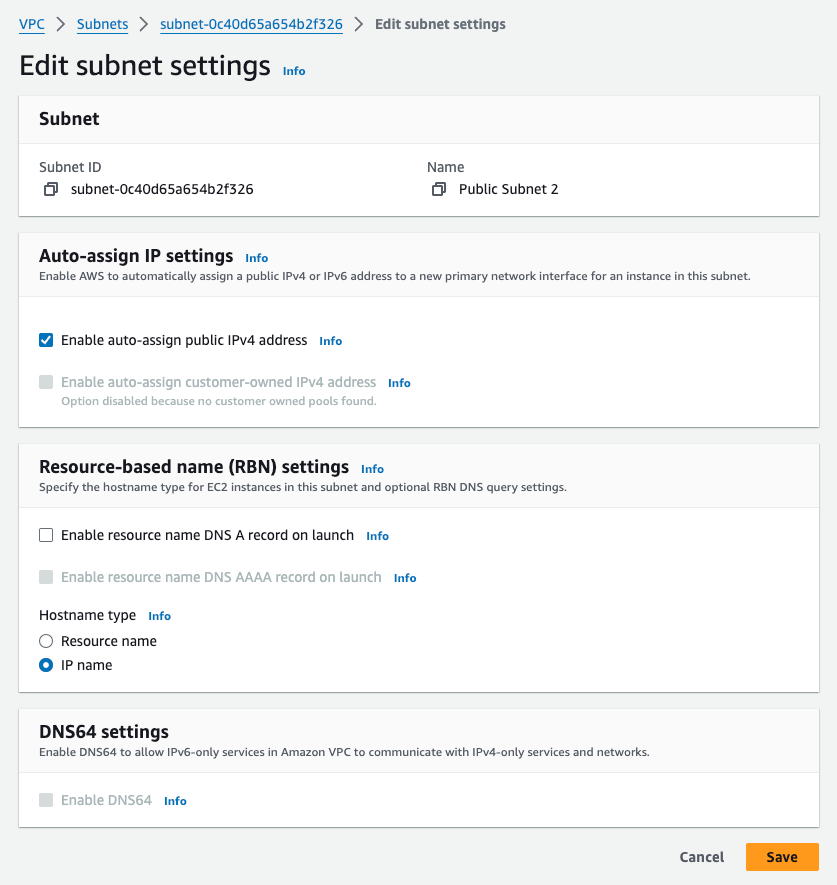 VPC > Subnets > subnet-0c40d65a654b2f326 > Edit subnet settings
Edit subnet settings Info
Subnet
Subnet ID Name
subnet-0c40d65a654b2f326 Public Subnet 2
Auto-assign IP settings Info
Enable AWS to automatically assign a public IPv4 or IPv6 address to a new primary network interface for an instance in this subnet.
Enable auto-assign public IPv4 address Info
Enable auto-assign customer-owned IPv4 address Info
Option disabled because no customer owned pools found.
Resource-based name (RBN) settings Info
Specify the hostname type for EC2 instances in this subnet and optional RBN DNS query settings.
Enable resource name DNS A record on launch Info
Enable resource name DNS AAAA record on launch Info
Hostname type Info
Resource name
IP name
DNS64 settings
Enable DNS64 to allow IPv6-only services in Amazon VPC to communicate with IPv4-only services and networks.
Enable DNS64 Info
Cancel Save